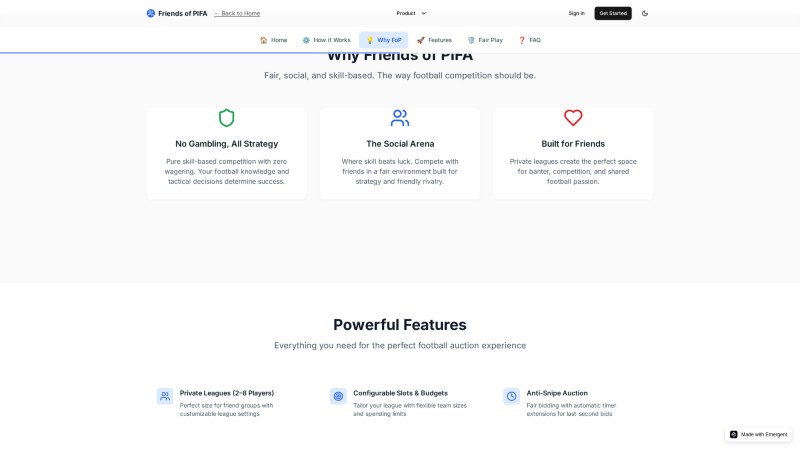 Friends of PIFA
← Back to Home
Product
Sign In
Get Started
Home
How It Works
Why FoP
Features
Fair Play
FAQ
Why Friends of PIFA
Fair, social, and skill-based. The way football competition should be.
No Gambling, All Strategy
Pure skill-based competition with zero
wagering. Your football knowledge and
tactical decisions determine success.
The Social Arena
Where skill beats luck. Compete with
friends in a fair environment built for
strategy and friendly rivalry.
Built for Friends
Private leagues create the perfect space
for banter, competition, and shared
football passion.
Powerful Features
Everything you need for the perfect football auction experience
Private Leagues (2–8 Players)
Perfect size for friend groups with
customizable league settings
Configurable Slots & Budgets
Tailor your league with flexible team sizes
and spending limits
Anti-Snipe Auction
Fair bidding with automatic timer
extensions for last-second bids
Made with Emergent